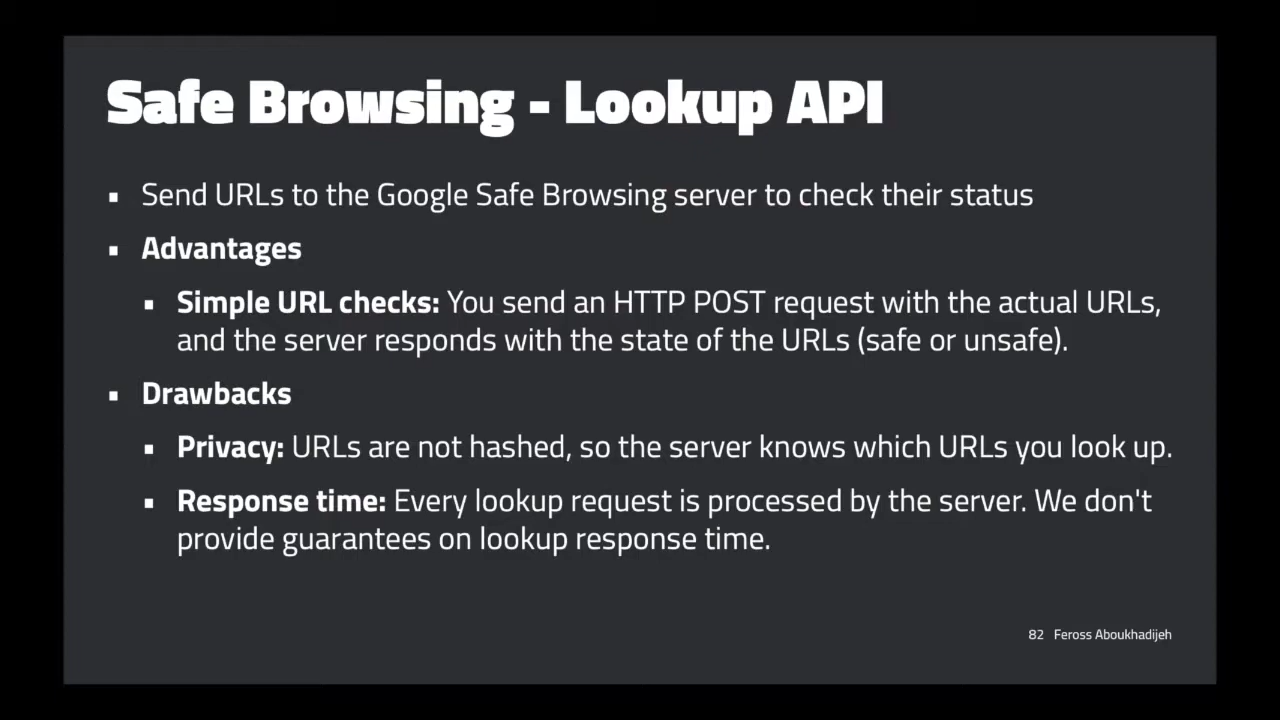 Safe Browsing - Lookup API
▪ Send URLs to the Google Safe Browsing server to check their status
▪ Advantages
▪ Simple URL checks: You send an HTTP POST request with the actual URLs,
and the server responds with the state of the URLs (safe or unsafe).
▪ Drawbacks
▪ Privacy: URLs are not hashed, so the server knows which URLs you look up.
▪ Response time: Every lookup request is processed by the server. We don't
provide guarantees on lookup response time.
82 Feross Aboukhadijeh